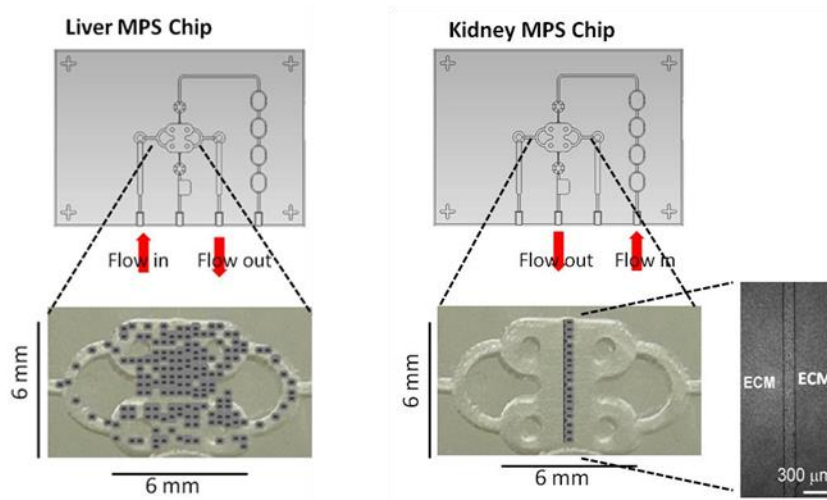 Liver MPS Chip
Kidney MPS Chip
Flow in
Flow out
Flow out
Flow in
6 mm
6 mm
ECM
ECM
300 μm
6 mm
6 mm